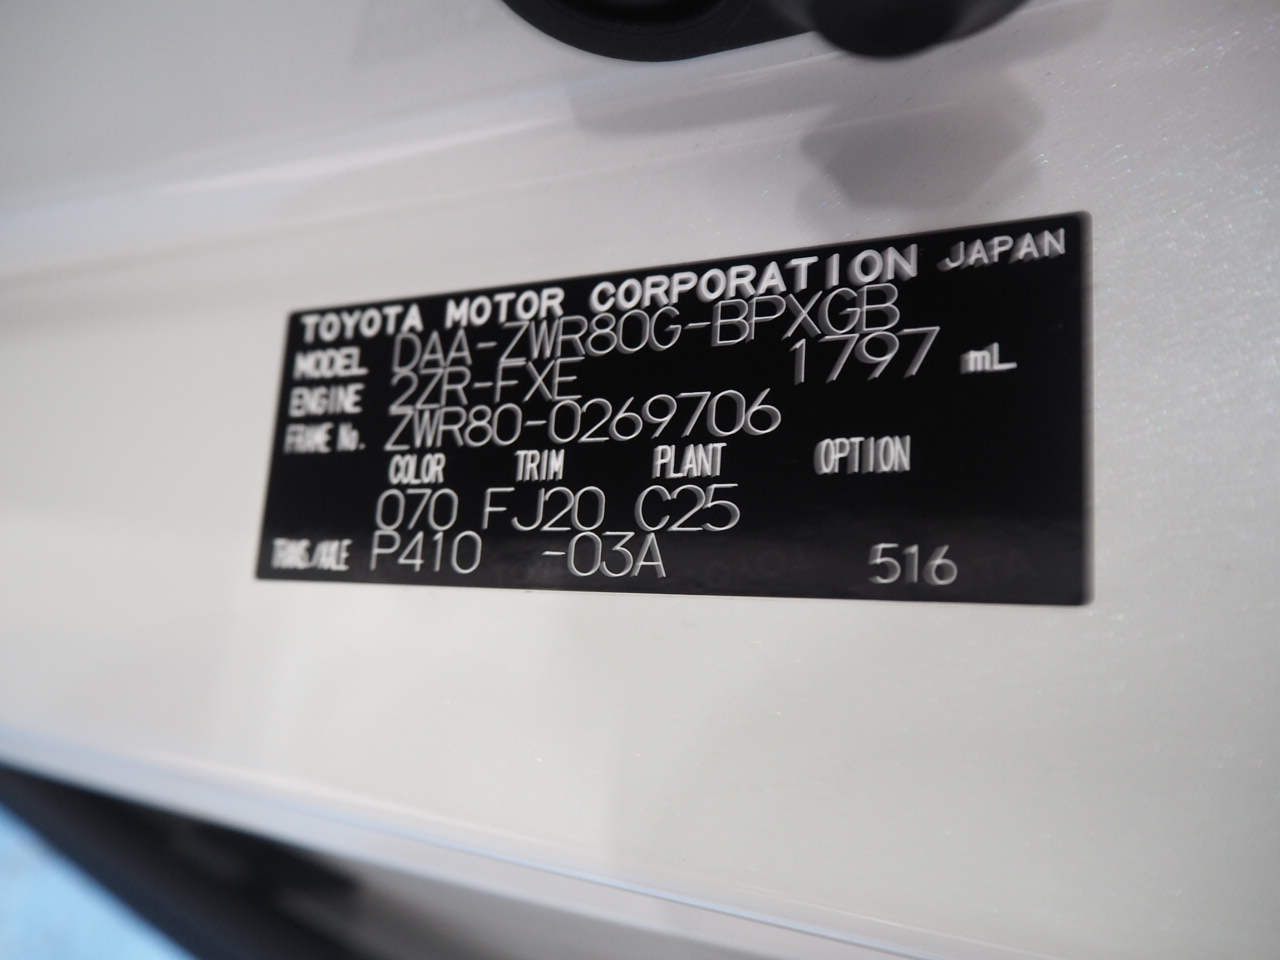 TOYOTA MOTOR CORPORATION JAPAN
MODEL DAA-ZWR80G-BPXGB
ENGINE 2ZR-FXE 1797 mL
FRAME No. ZWR80-0269706
COLOR TRIM PLANT OPTION
070 FJ20 C25
TRANS./AXLE P410 -03A 516